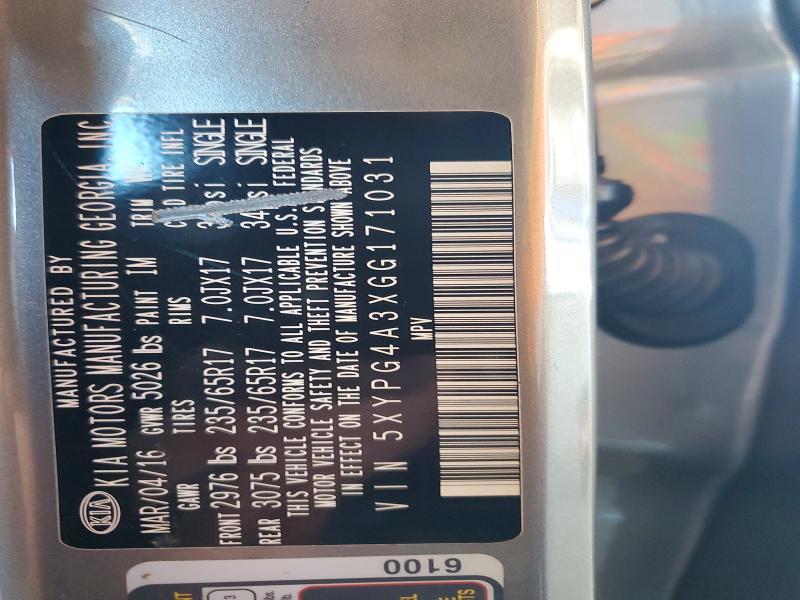 MANUFACTURED BY
KIA KIA MOTORS MANUFACTURING GEORGIA, INC.
MAR/04/16 GVWR 5026 lbs PAINT IM TRIM
GAWR TIRES RIMS COLD TIRE INFL
FRONT 2976 lbs 235/65R17 7.0JX17 psi SINGLE
REAR 3075 lbs 235/65R17 7.0JX17 34psi SINGLE
THIS VEHICLE CONFORMS TO ALL APPLICABLE U.S. FEDERAL
MOTOR VEHICLE SAFETY AND THEFT PREVENTION STANDARDS
IN EFFECT ON THE DATE OF MANUFACTURE SHOWN ABOVE
VIN 5XYPG4A3XGG171031
MPV
6100